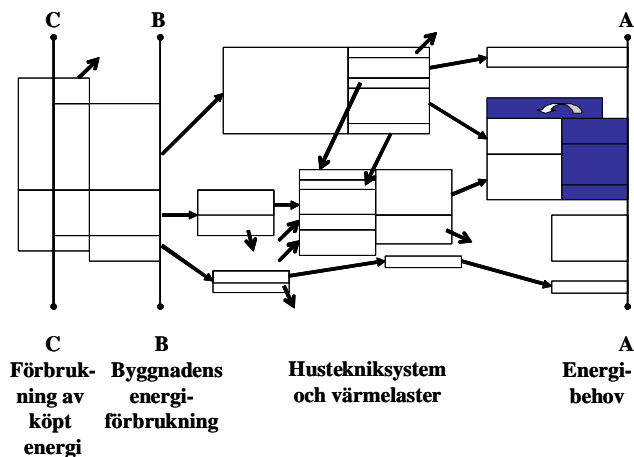 C
B
A
C
B
A
Förbruk-
ning av
köpt
energi
Byggnadens
energi-
förbrukning
Hustekniksystem
och värmelaster
Energi-
behov